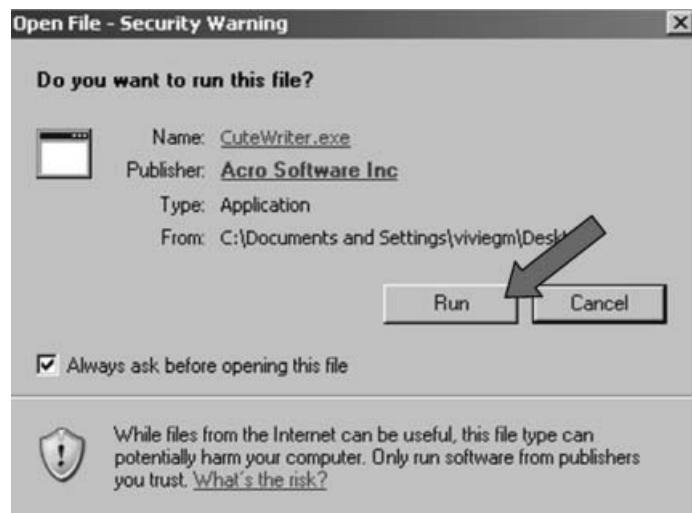 Open File - Security Warning
Do you want to run this file?
Name: CuteWriter.exe
Publisher: Acro Software Inc
Type: Application
From: C:\Documents and Settings\viviegm\Desk
Run
Cancel
Always ask before opening this file
While files from the Internet can be useful, this file type can
potentially harm your computer. Only run software from publishers
you trust. What's the risk?